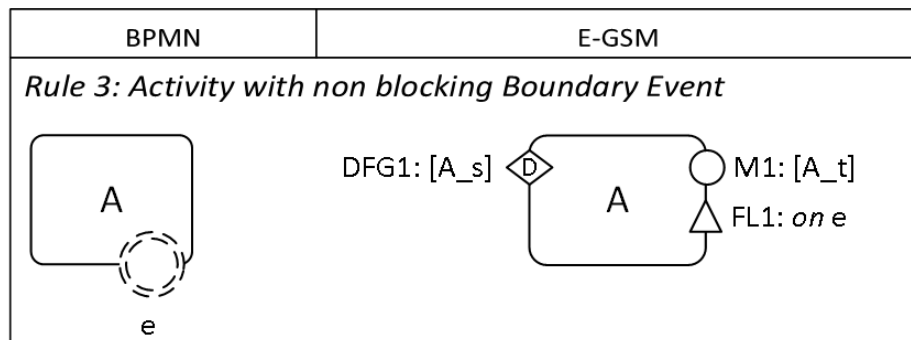 BPMN
E-GSM
Rule 3: Activity with non blocking Boundary Event
A
e
DFG1: [A_s]
D
A
M1: [A_t]
FL1: on e